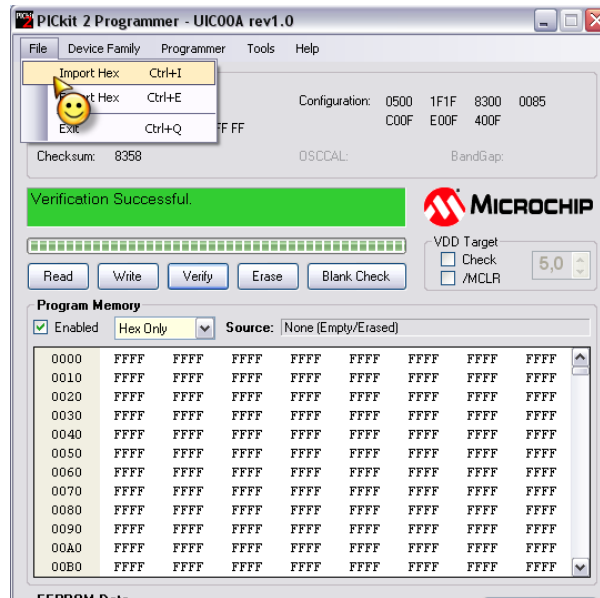 PICkit 2 Programmer - UIC00A rev1.0
File Device Family Programmer Tools Help
Import Hex Ctrl+I
Hex Ctrl+E
Exit Ctrl+Q
Configuration: 0500 1F1F 8300 0085
C00F E00F 400F
FF FF
Checksum: 8358 OSCCAL: BandGap:
Verification Successful.
MICROCHIP
VDD Target
Check
/MCLR
5,0
Read Write Verify Erase Blank Check
Program Memory
Enabled Hex Only Source: None (Empty/Erased)
0000 FFFF FFFF FFFF FFFF FFFF FFFF FFFF FFFF
0010 FFFF FFFF FFFF FFFF FFFF FFFF FFFF FFFF
0020 FFFF FFFF FFFF FFFF FFFF FFFF FFFF FFFF
0030 FFFF FFFF FFFF FFFF FFFF FFFF FFFF FFFF
0040 FFFF FFFF FFFF FFFF FFFF FFFF FFFF FFFF
0050 FFFF FFFF FFFF FFFF FFFF FFFF FFFF FFFF
0060 FFFF FFFF FFFF FFFF FFFF FFFF FFFF FFFF
0070 FFFF FFFF FFFF FFFF FFFF FFFF FFFF FFFF
0080 FFFF FFFF FFFF FFFF FFFF FFFF FFFF FFFF
0090 FFFF FFFF FFFF FFFF FFFF FFFF FFFF FFFF
00A0 FFFF FFFF FFFF FFFF FFFF FFFF FFFF FFFF
00B0 FFFF FFFF FFFF FFFF FFFF FFFF FFFF FFFF